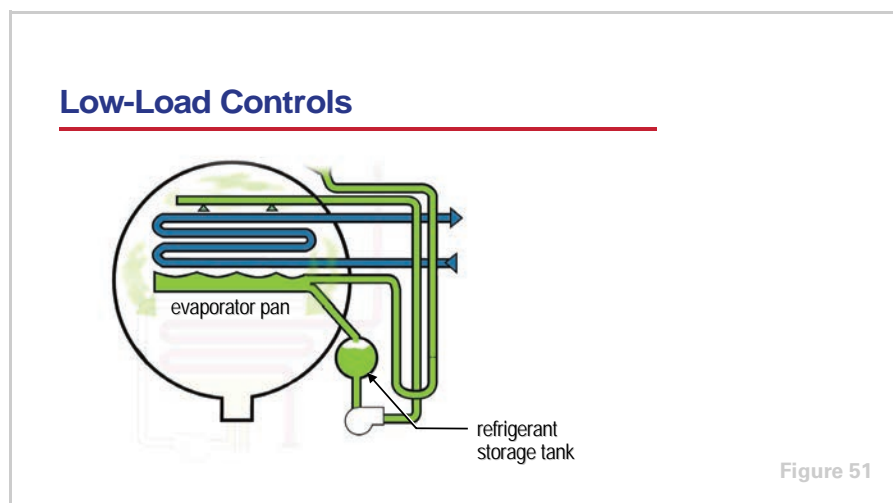 Low-Load Controls
evaporator pan
refrigerant
storage tank
Figure 51